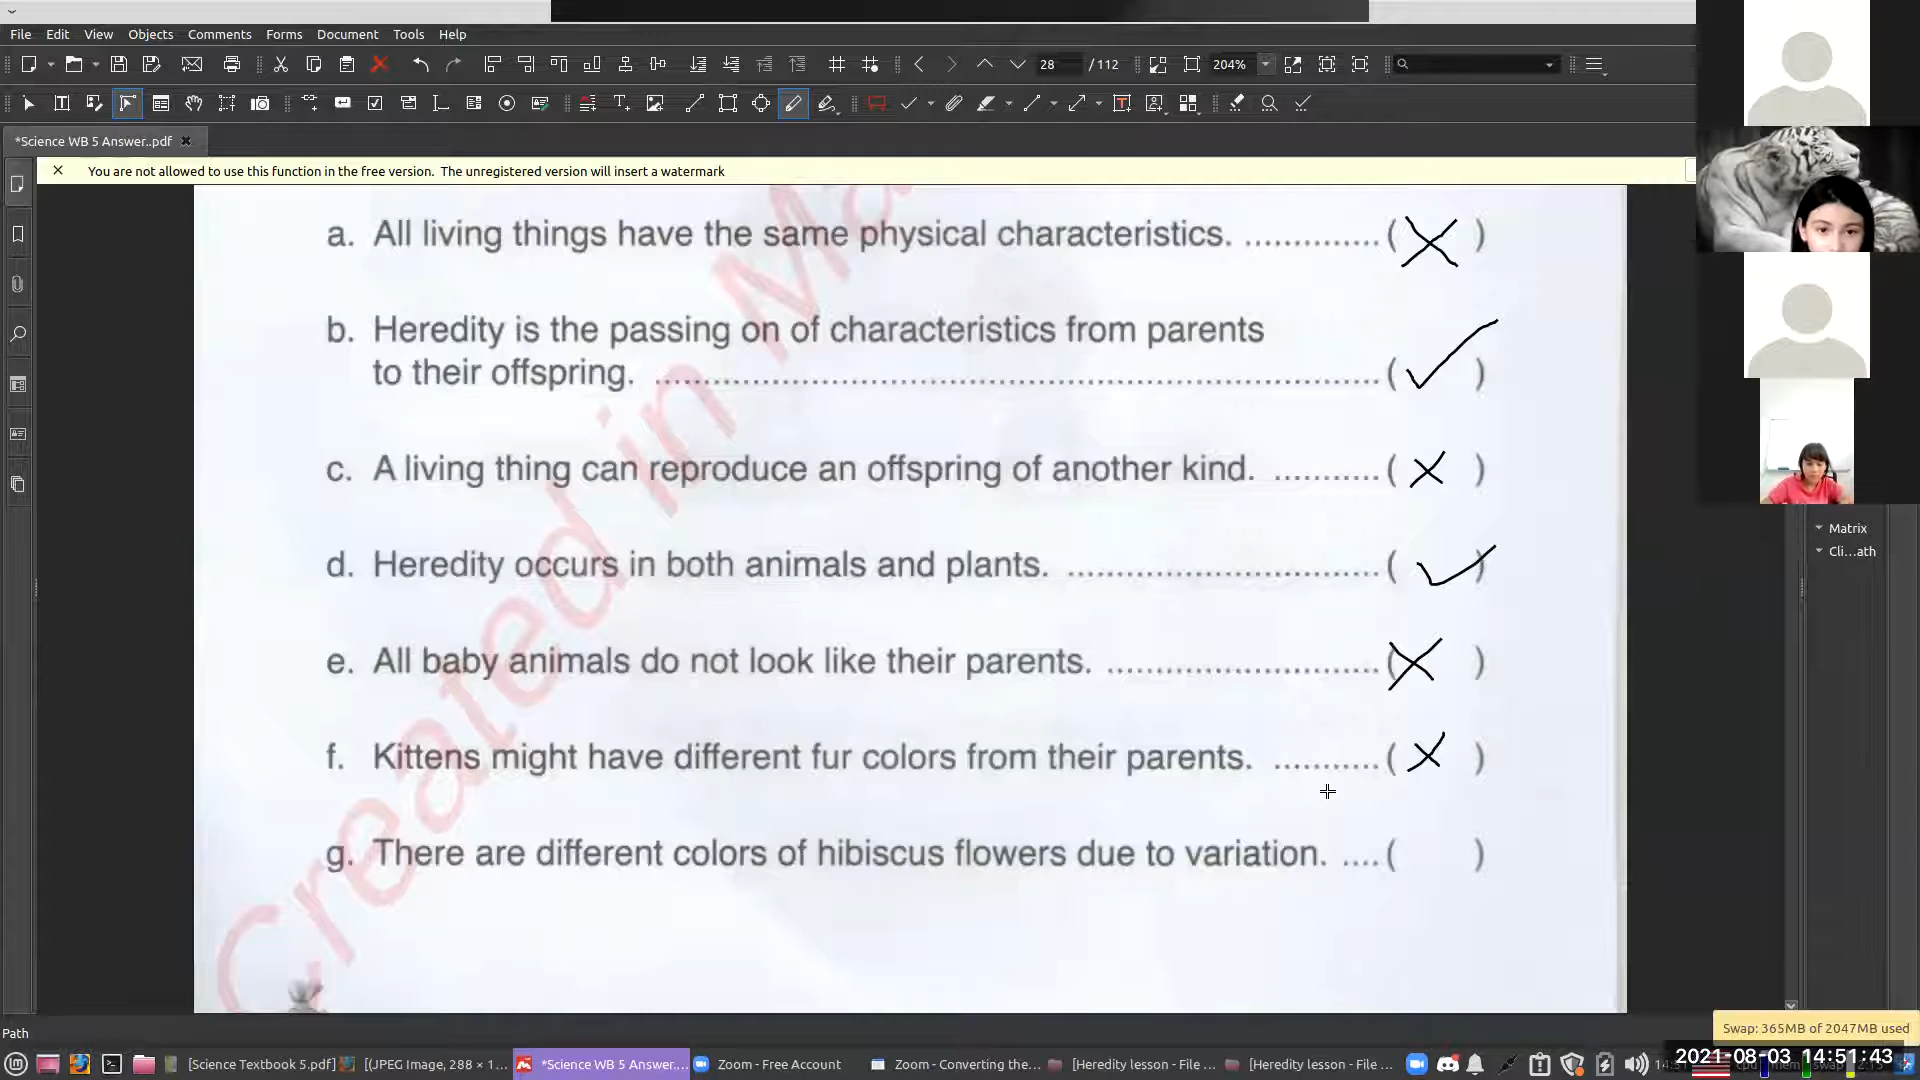 File Edit View Objects Comments Forms Document Tools Help
28 / 112 204%
*Science WB 5 Answer..pdf
You are not allowed to use this function in the free version. The unregistered version will insert a watermark
a. All living things have the same physical characteristics. .............. ( X )
b. Heredity is the passing on of characteristics from parents
to their offspring. ........................................................................... ( ✓ )
c. A living thing can reproduce an offspring of another kind. ........... ( X )
d. Heredity occurs in both animals and plants. ................................ ( ✓ )
e. All baby animals do not look like their parents. ............................ ( X )
f. Kittens might have different fur colors from their parents. ........... ( X )
g. There are different colors of hibiscus flowers due to variation. .... ( )
Created in Ma
Matrix
Cli...ath
Path
Swap: 365MB of 2047MB used
[Science Textbook 5.pdf] [(JPEG Image, 288 × 1... *Science WB 5 Answer.... Zoom - Free Account Zoom - Converting the... [Heredity lesson - File ... [Heredity lesson - File ...
2021-08-03 14:51:43